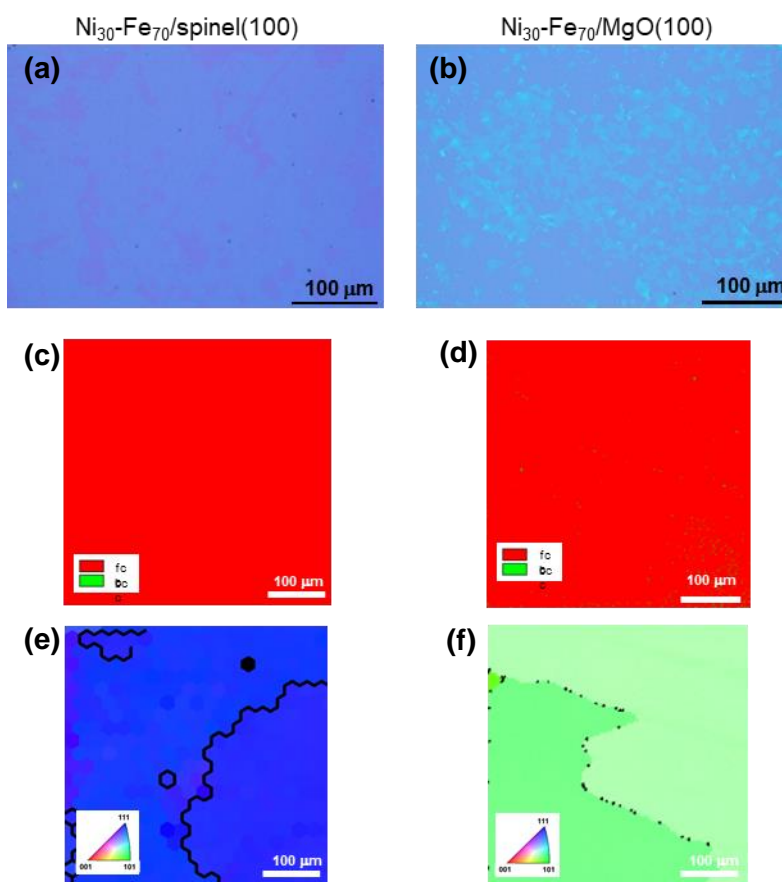 Ni30-Fe70/spinel(100) Ni30-Fe70/MgO(100)
(a) (b)
100 μm 100 μm
(c) (d)
fc fc
bc bc
c c
100 μm 100 μm
(e) (f)
111 111
001 101 001 101
100 μm 100 μm